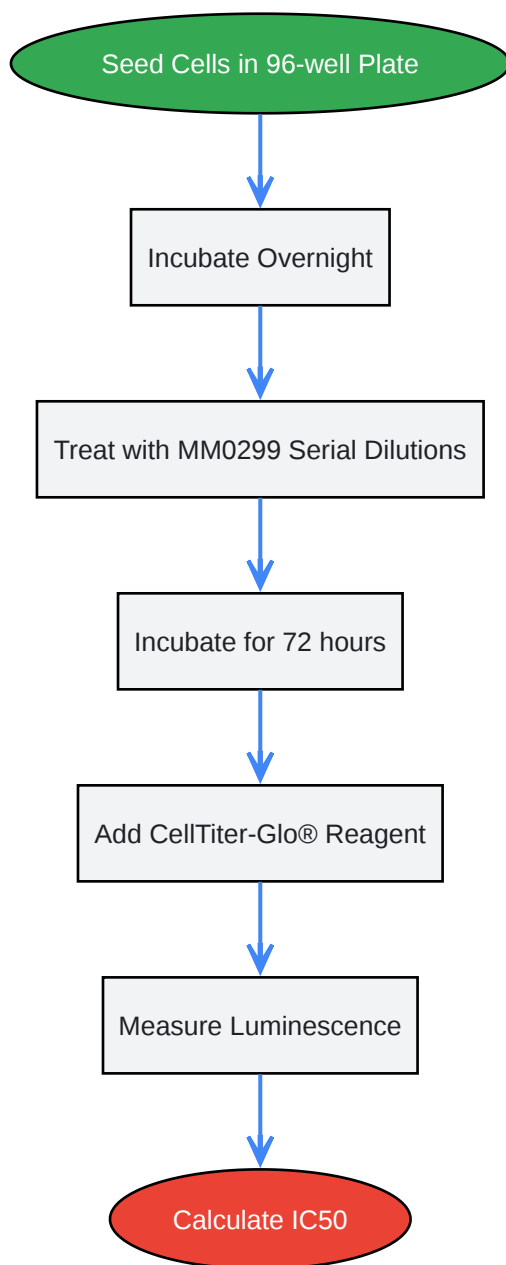 Seed Cells in 96-well Plate
Incubate Overnight
Treat with MM0299 Serial Dilutions
Incubate for 72 hours
Add CellTiter-Glo® Reagent
Measure Luminescence
Calculate IC50